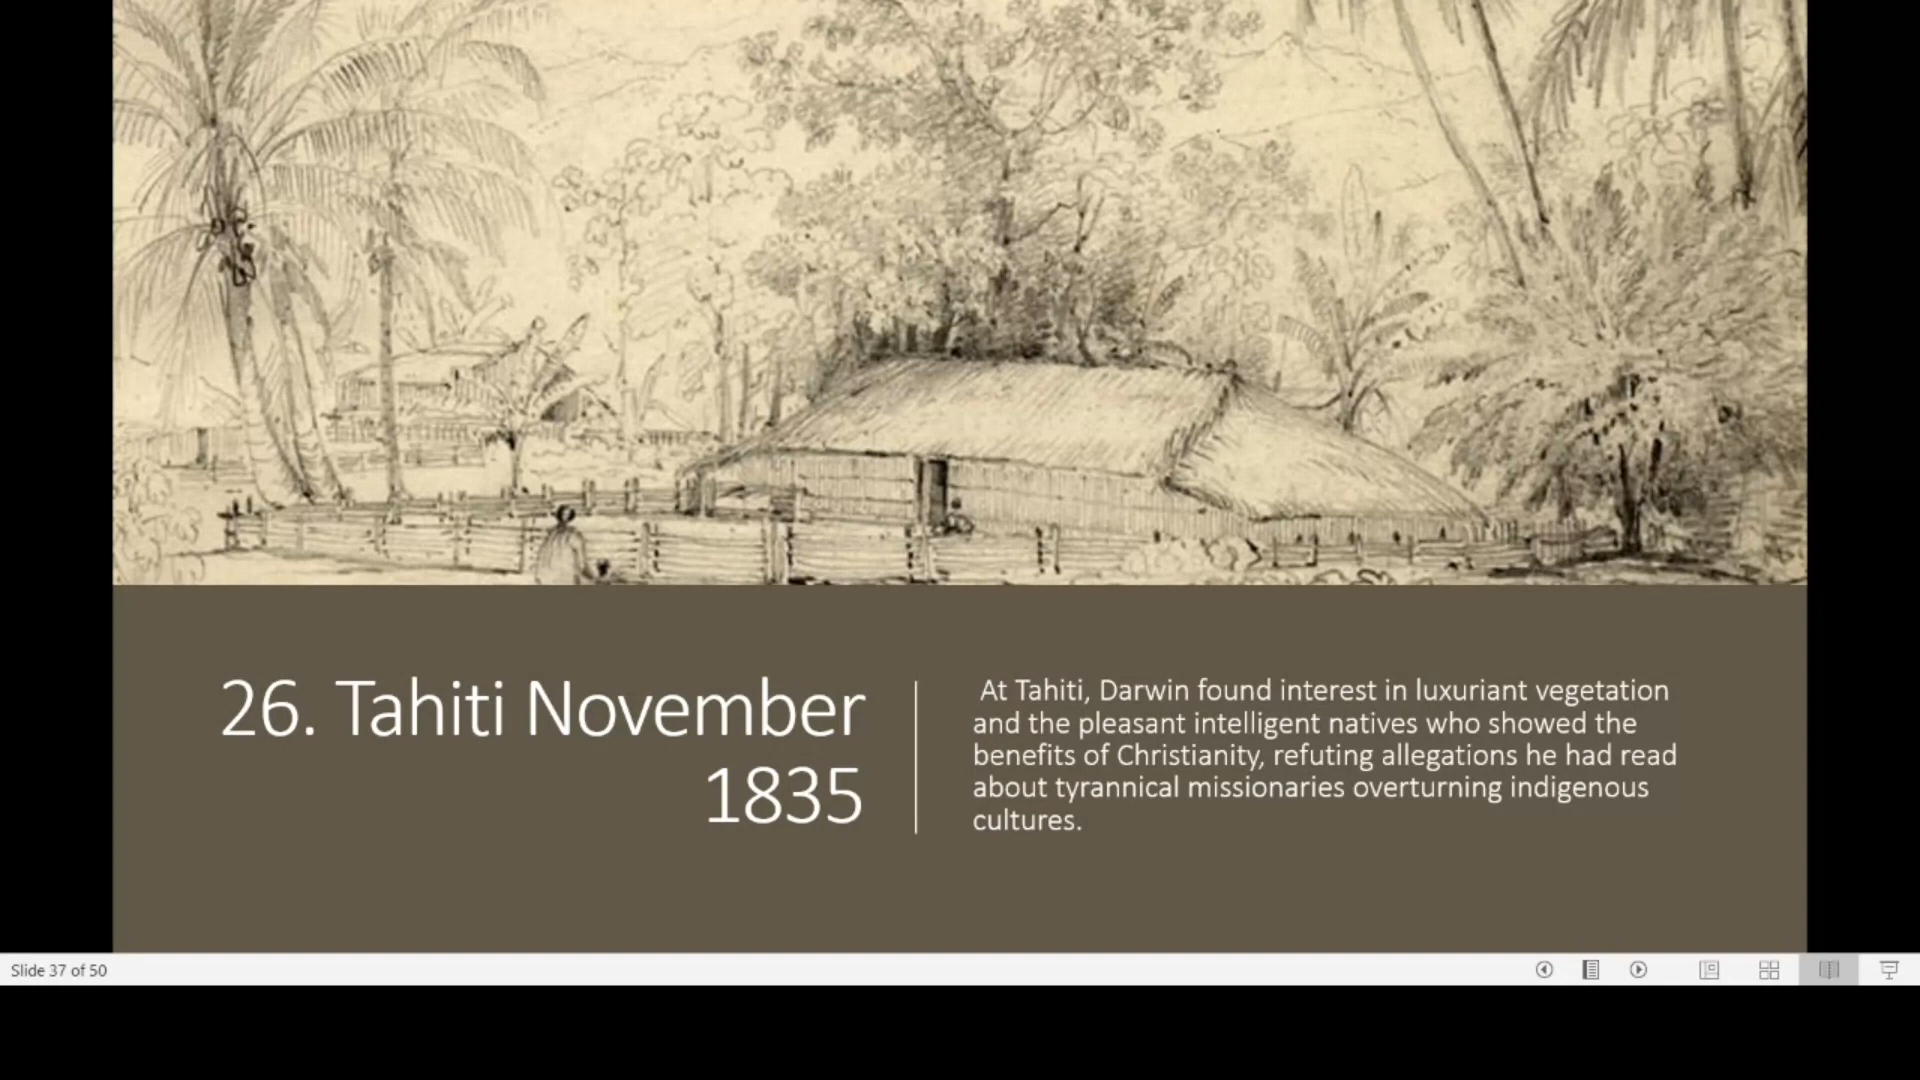 26. Tahiti November
1835
At Tahiti, Darwin found interest in luxuriant vegetation
and the pleasant intelligent natives who showed the
benefits of Christianity, refuting allegations he had read
about tyrannical missionaries overturning indigenous
cultures.
Slide 37 of 50